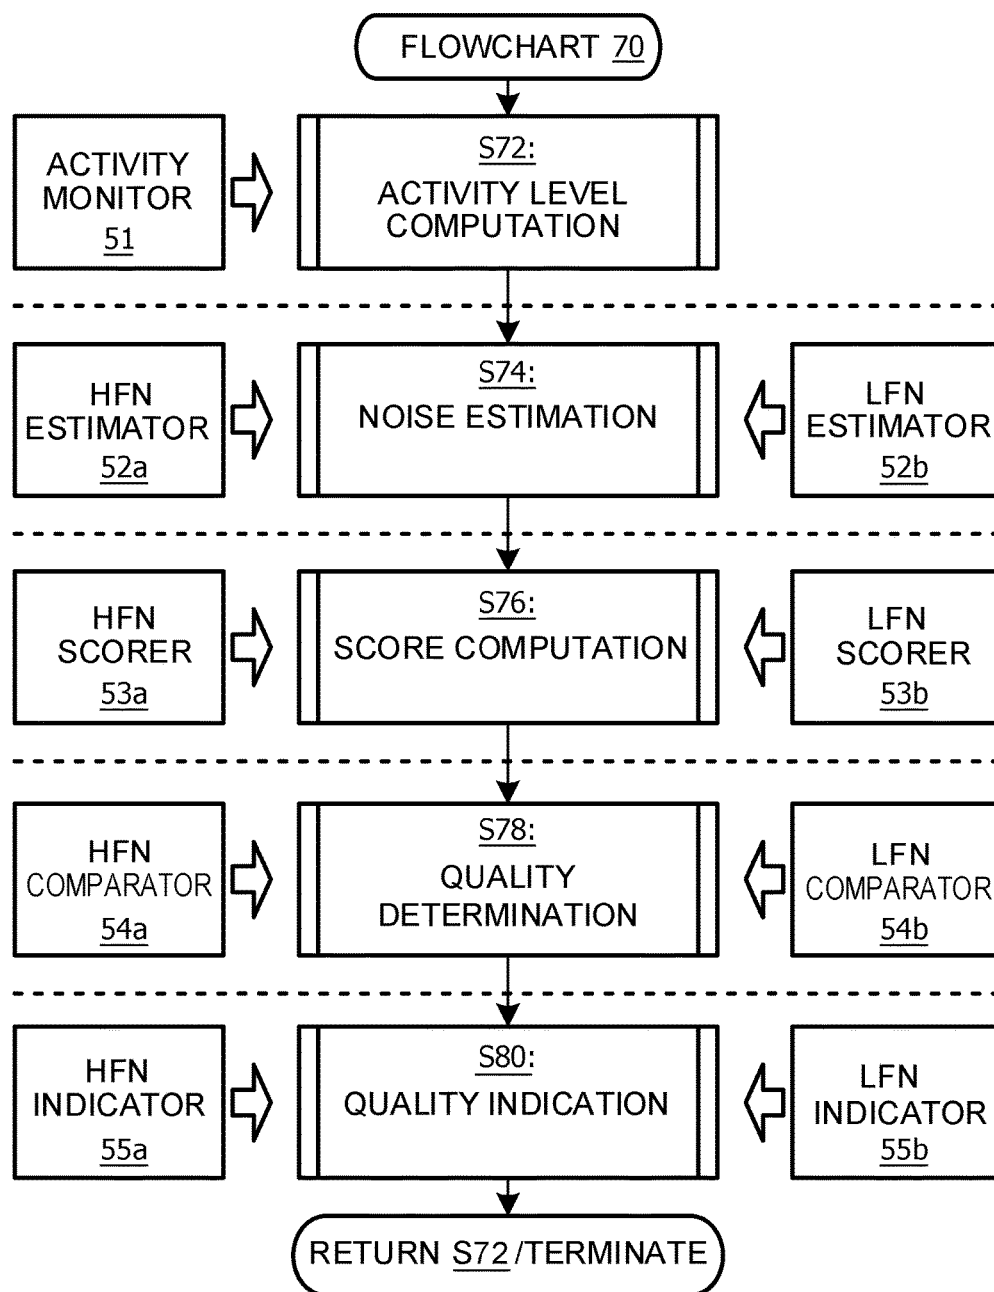 FLOWCHART 70
ACTIVITY
MONITOR
51
S72:
ACTIVITY LEVEL
COMPUTATION
HFN
ESTIMATOR
52a
S74:
NOISE ESTIMATION
LFN
ESTIMATOR
52b
HFN
SCORER
53a
S76:
SCORE COMPUTATION
LFN
SCORER
53b
HFN
COMPARATOR
54a
S78:
QUALITY
DETERMINATION
LFN
COMPARATOR
54b
HFN
INDICATOR
55a
S80:
QUALITY INDICATION
LFN
INDICATOR
55b
RETURN S72/TERMINATE